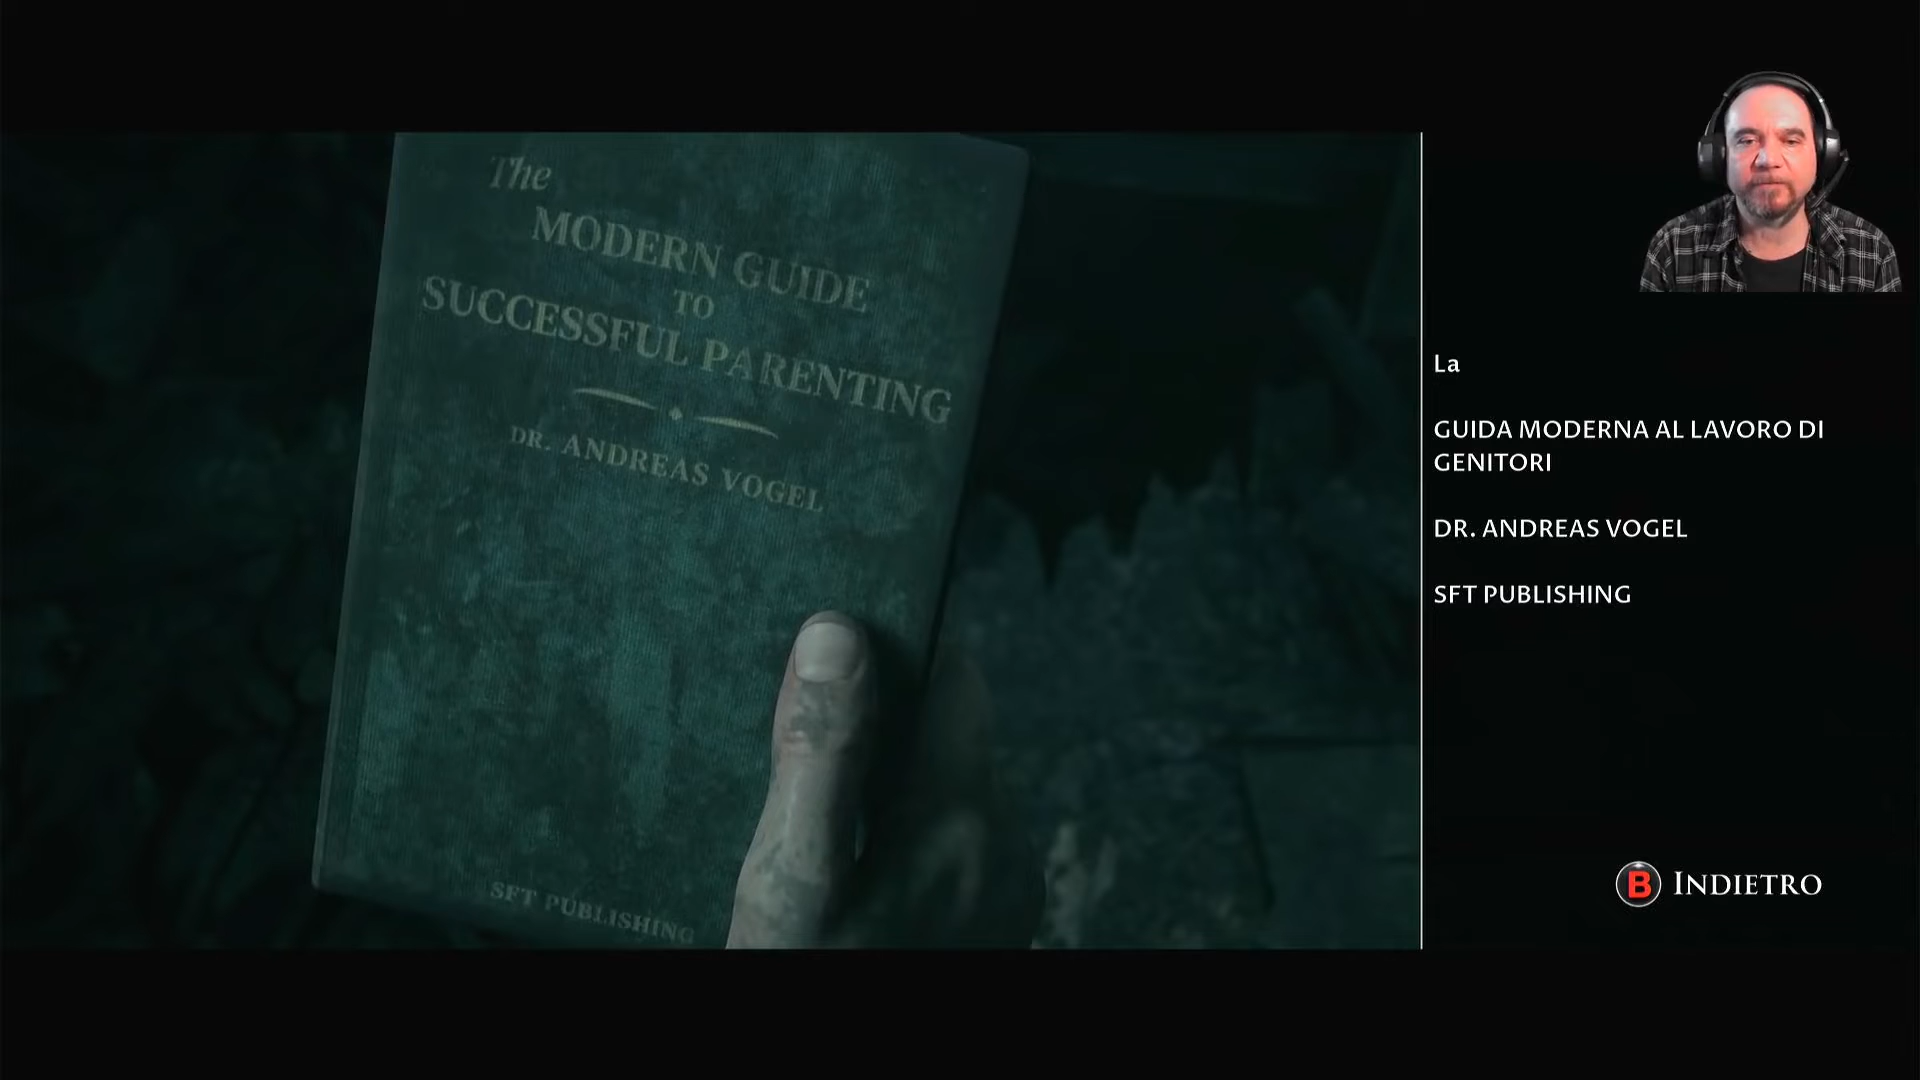 The
MODERN GUIDE
TO
SUCCESSFUL PARENTING
DR. ANDREAS VOGEL
SFT PUBLISHING
La
GUIDA MODERNA AL LAVORO DI
GENITORI
DR. ANDREAS VOGEL
SFT PUBLISHING
B INDIETRO